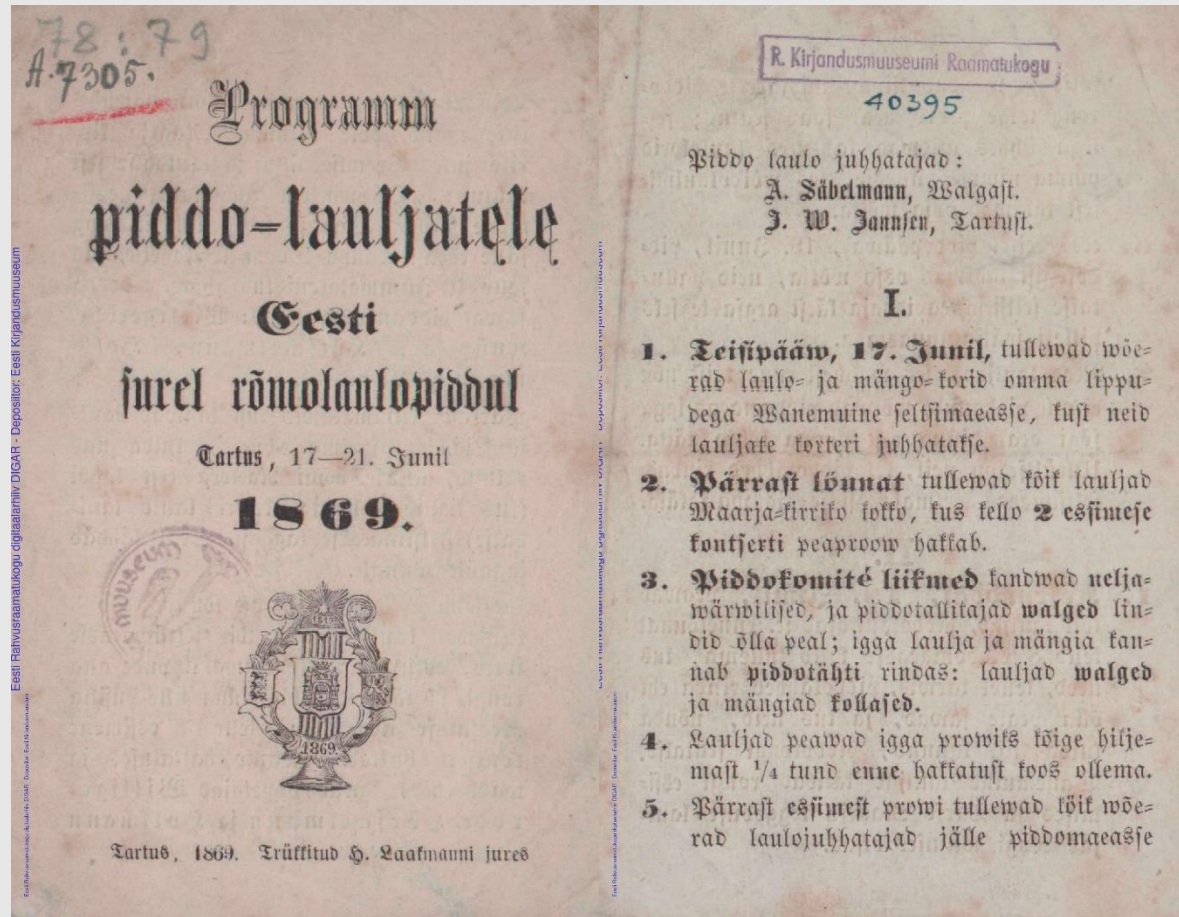 78:79
A. 7305.
Programm
piddo-lauljatele
Eesti
surel rõmolaulopiddul
Tartus, 17—21. Junil
1869.
MUUSEUM
1869
1869
Tartus, 1869. Trükkitud H. Laakmanni jures
Eesti Rahvusraamatukogu digitaalarhiiv DIGAR - Depositor: Eesti Kirjandusmuuseum
R. Kirjandusmuuseumi Raamatukogu
40395
Piddo laulo juhhatajad:
A. Säbelmann, Walgast.
J. W. Jannsen, Tartust.
I.
1. Teisipääw, 17. Junil, tullewad wõe-
rad laulo- ja mängo-korid omma lippu-
dega Wanemuine seltsimaeasse, kust neid
lauljate korteri juhhatakse.
2. Pärrast lõunat tullewad kõik lauljad
Maarja-kirriko kokko, kus kello 2 essimese
kontserti peaproow hakkab.
3. Piddokomité liikmed kandwad nelja-
wärwilised, ja piddotallitajad walged lin-
did õlla peal; igga laulja ja mängia kan-
nab piddotähti rindas: lauljad walged
ja mängiad kollased.
4. Lauljad peawad igga prowiks kõige hilje-
mast 1/4 tund enne hakkatust koos ollema.
5. Pärrast essimest prowi tullewad kõik wõe-
rad laulojuhhatajad jälle piddomaeasse